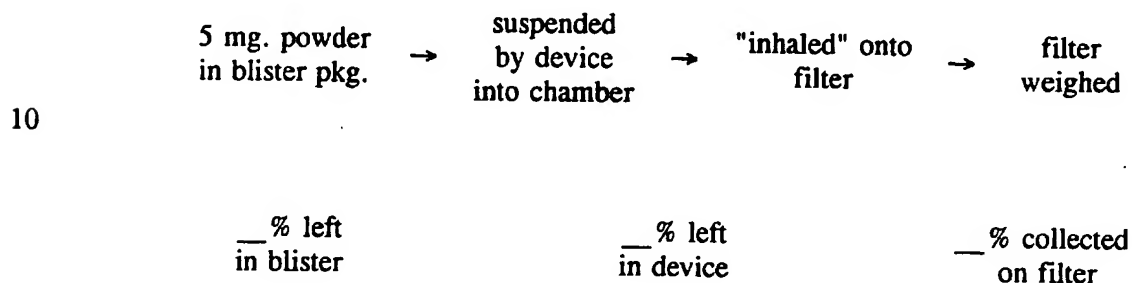 5 mg. powder
in blister pkg.
→
suspended
by device
into chamber
→
"inhaled" onto
filter
→
filter
weighed
10
__% left
in blister
__% left
in device
__% collected
on filter